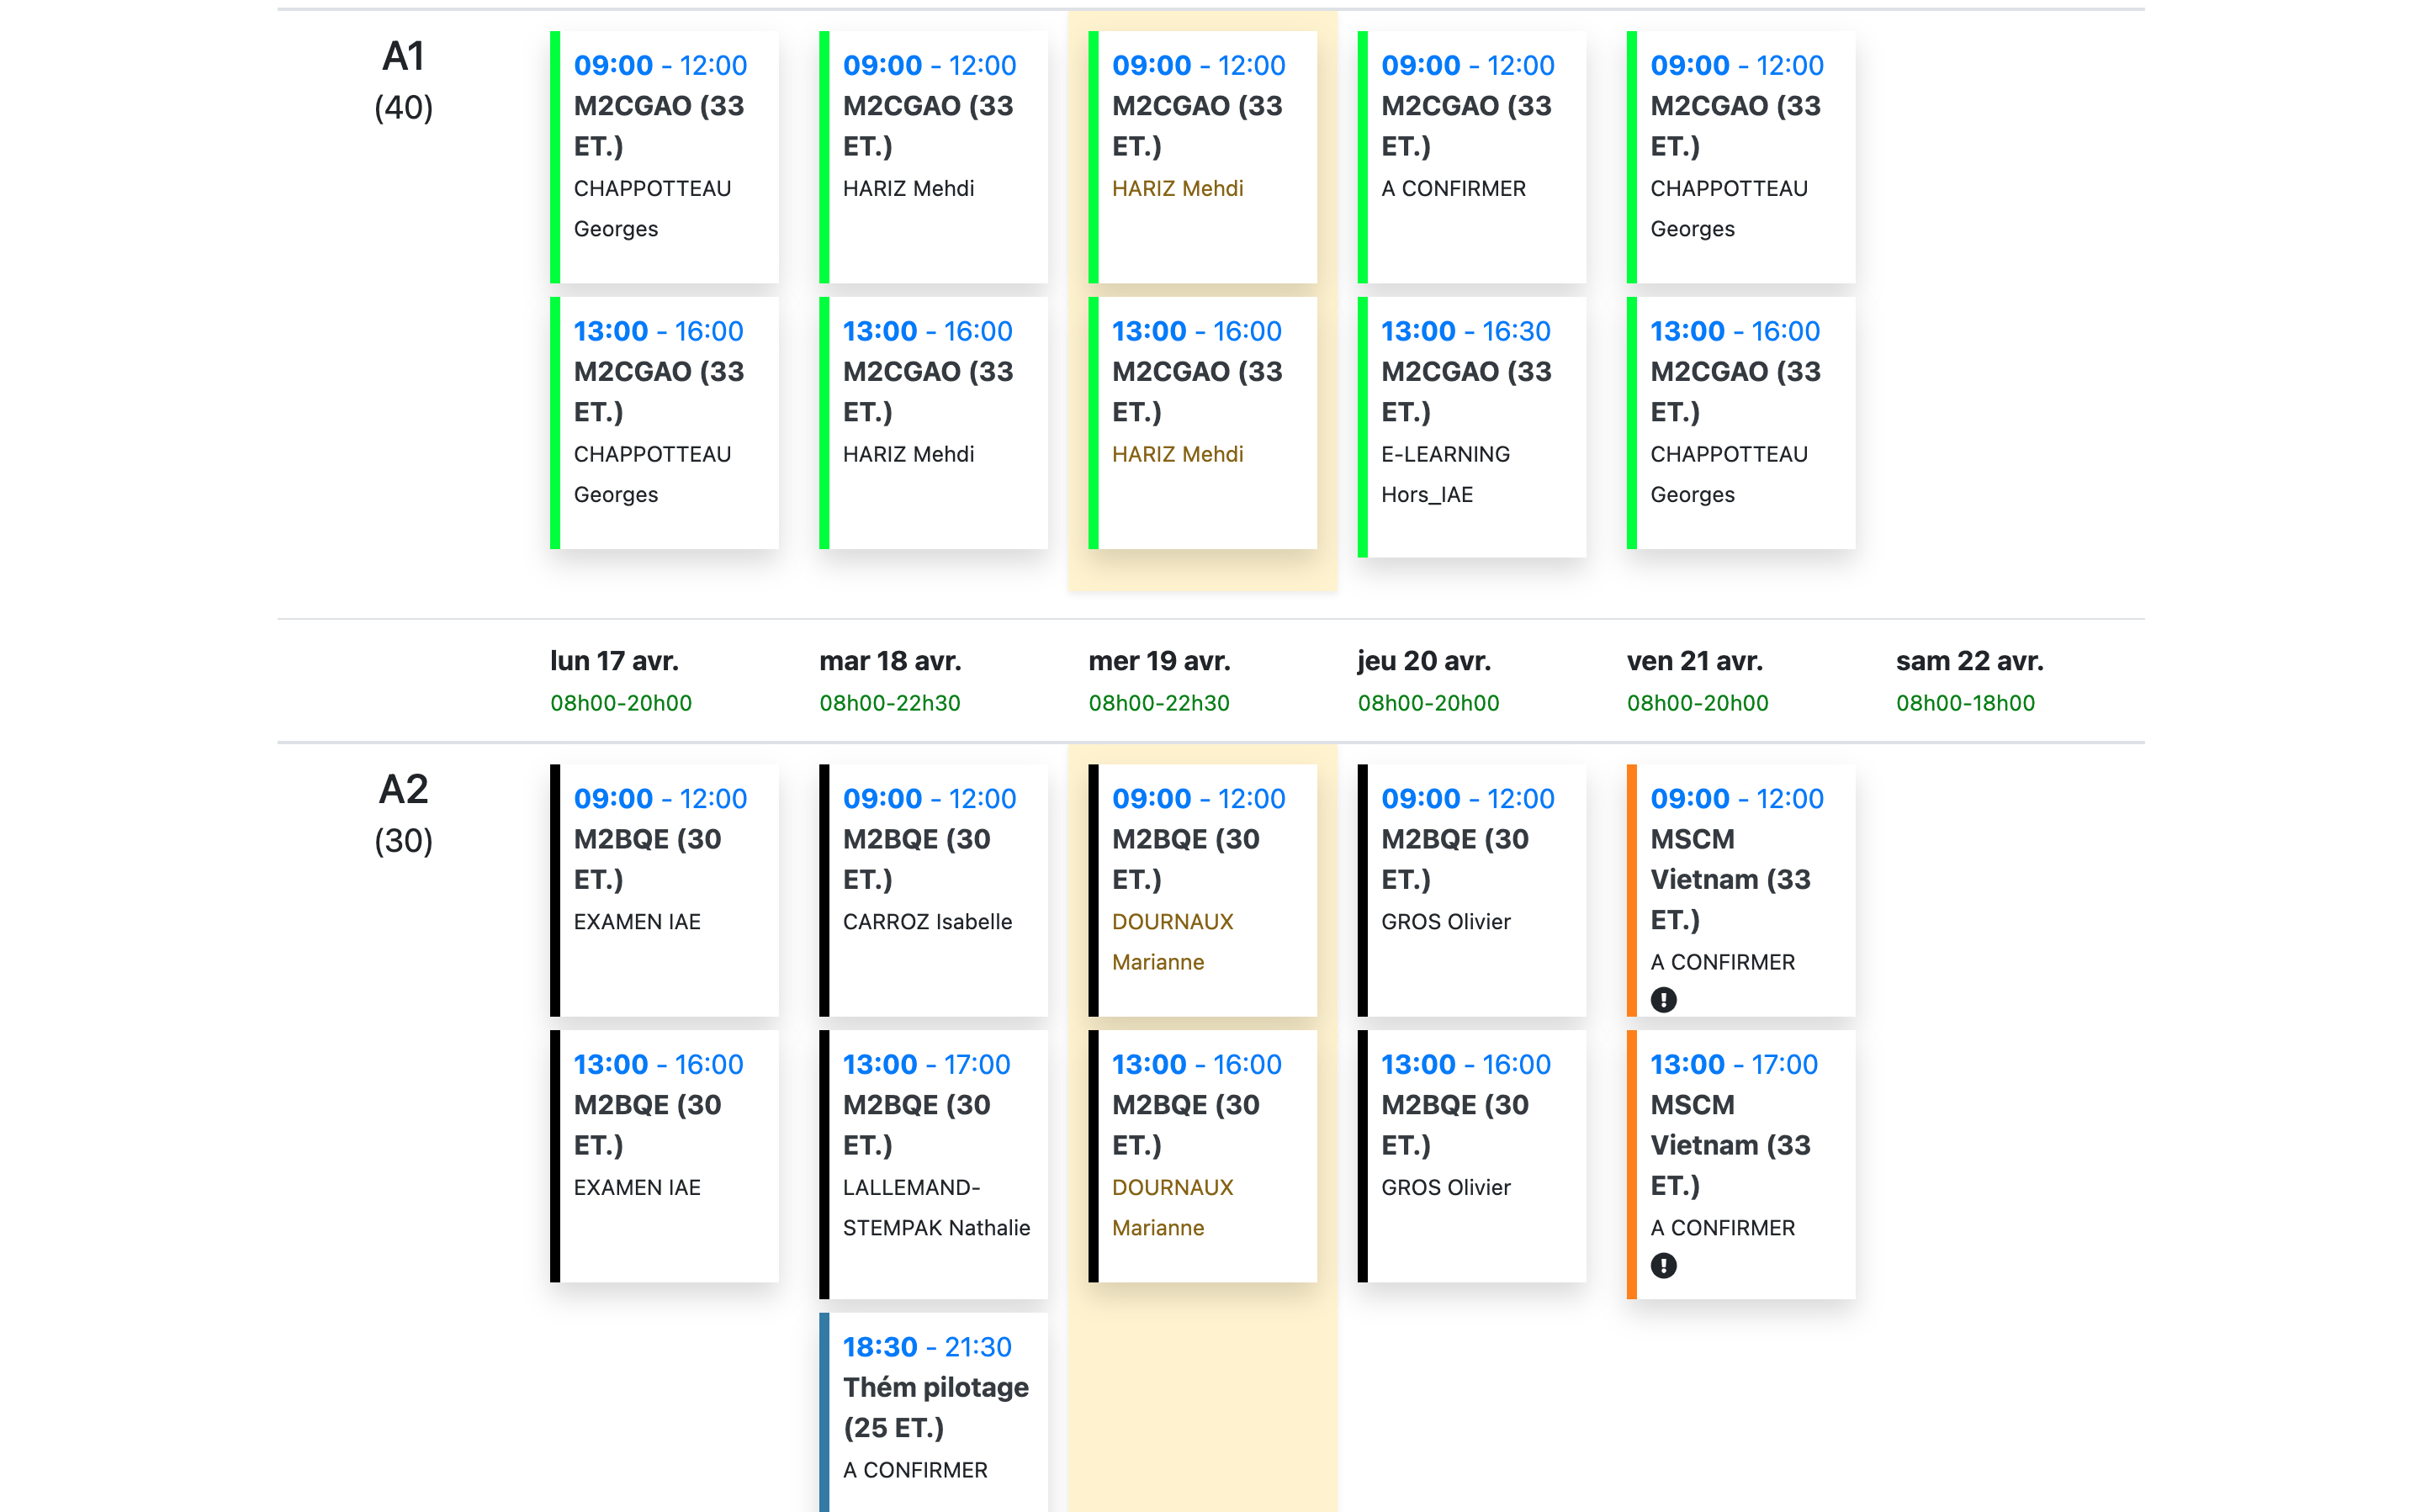 A1
(40)
09:00 - 12:00
M2CGAO (33
ET.)
CHAPPOTTEAU
Georges
13:00 - 16:00
M2CGAO (33
ET.)
CHAPPOTTEAU
Georges
09:00 - 12:00
M2CGAO (33
ET.)
HARIZ Mehdi
13:00 - 16:00
M2CGAO (33
ET.)
HARIZ Mehdi
09:00 - 12:00
M2CGAO (33
ET.)
HARIZ Mehdi
13:00 - 16:00
M2CGAO (33
ET.)
HARIZ Mehdi
09:00 - 12:00
M2CGAO (33
ET.)
A CONFIRMER
13:00 - 16:30
M2CGAO (33
ET.)
E-LEARNING
Hors_IAE
09:00 - 12:00
M2CGAO (33
ET.)
CHAPPOTTEAU
Georges
13:00 - 16:00
M2CGAO (33
ET.)
CHAPPOTTEAU
Georges
lun 17 avr.
08h00-20h00
mar 18 avr.
08h00-22h30
mer 19 avr.
08h00-22h30
jeu 20 avr.
08h00-20h00
ven 21 avr.
08h00-20h00
sam 22 avr.
08h00-18h00
A2
(30)
09:00 - 12:00
M2BQE (30
ET.)
EXAMEN IAE
13:00 - 16:00
M2BQE (30
ET.)
EXAMEN IAE
09:00 - 12:00
M2BQE (30
ET.)
CARROZ Isabelle
13:00 - 17:00
M2BQE (30
ET.)
LALLEMAND-
STEMPAK Nathalie
18:30 - 21:30
Thém pilotage
(25 ET.)
A CONFIRMER
09:00 - 12:00
M2BQE (30
ET.)
DOURNAUX
Marianne
13:00 - 16:00
M2BQE (30
ET.)
DOURNAUX
Marianne
09:00 - 12:00
M2BQE (30
ET.)
GROS Olivier
13:00 - 16:00
M2BQE (30
ET.)
GROS Olivier
09:00 - 12:00
MSCM
Vietnam (33
ET.)
A CONFIRMER
13:00 - 17:00
MSCM
Vietnam (33
ET.)
A CONFIRMER